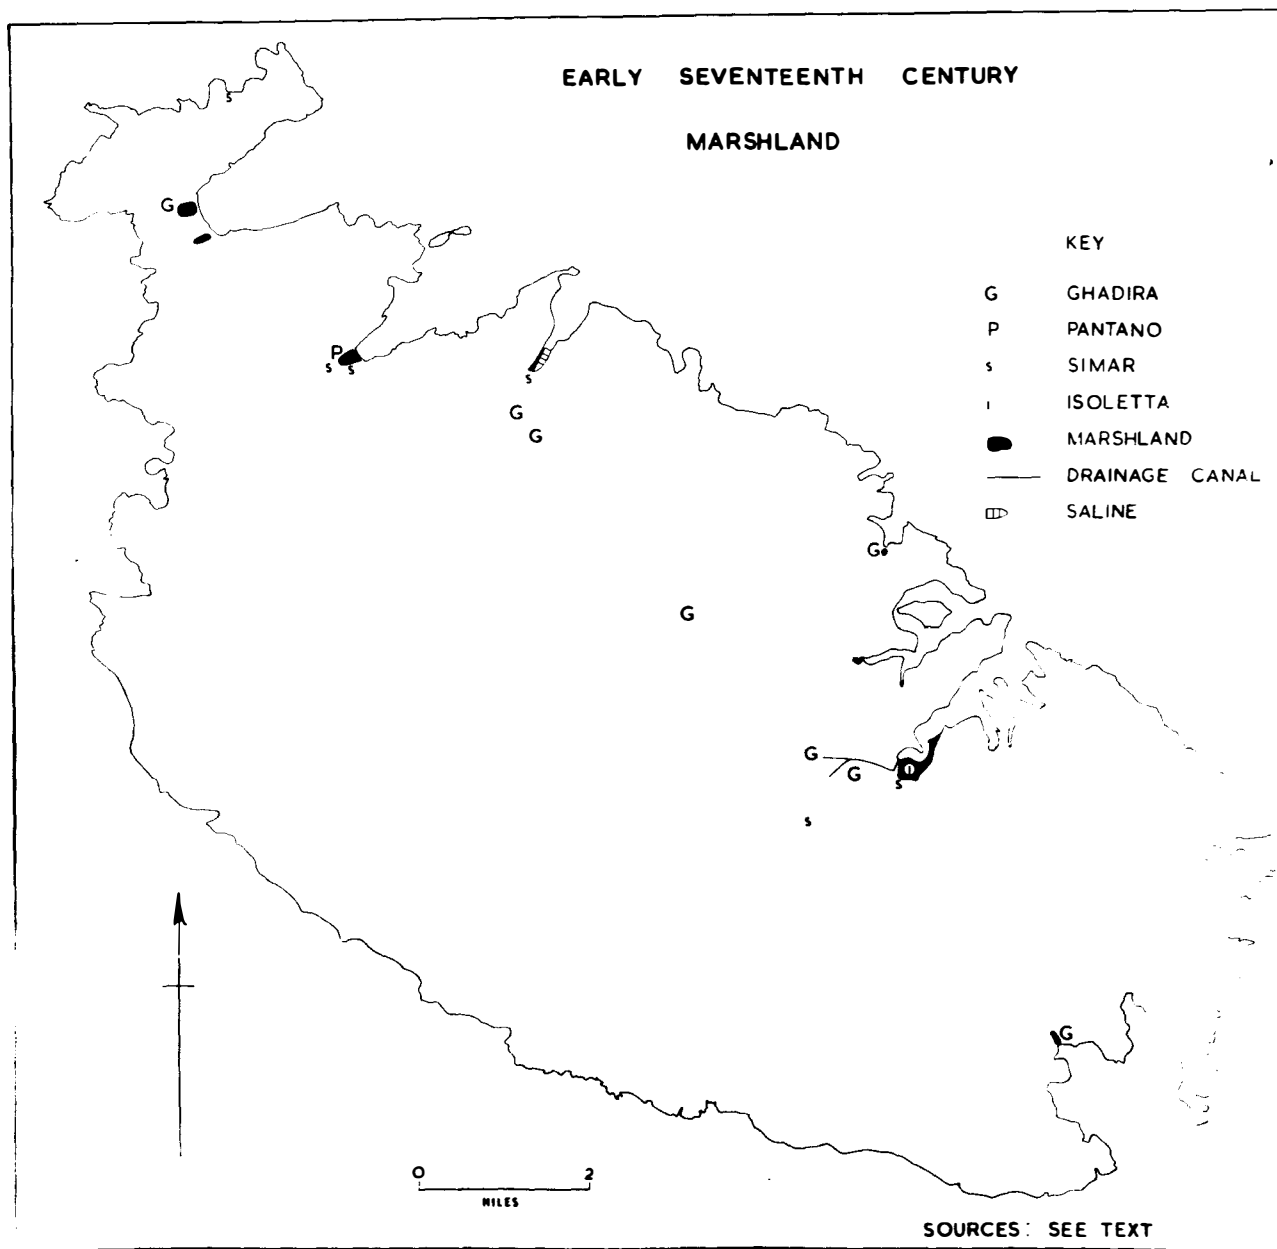 EARLY SEVENTEENTH CENTURY
MARSHLAND
s
G
KEY
G GHADIRA
P PANTANO
s SIMAR
I ISOLETTA
MARSHLAND
DRAINAGE CANAL
SALINE
P
s s
s
G
G
G
G
G
G
I
s
s
G
0 2
MILES
SOURCES: SEE TEXT